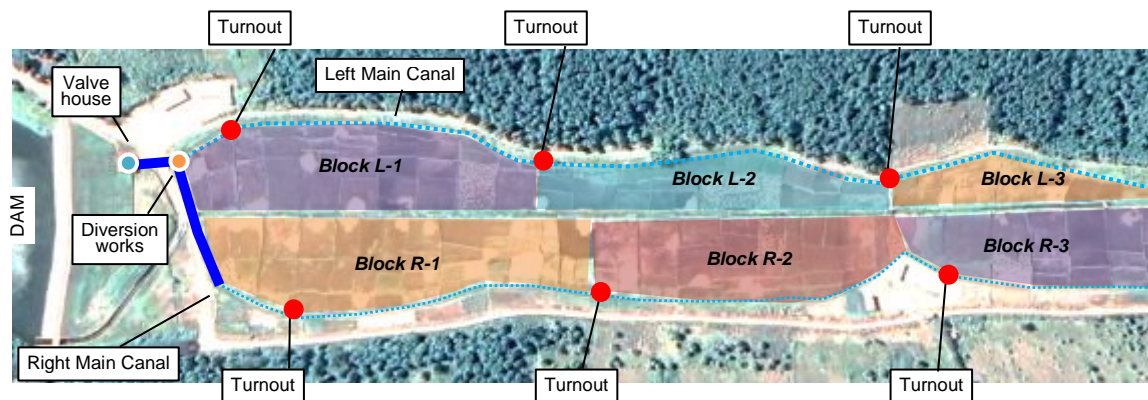 Turnout
Turnout
Turnout
Valve
house
Left Main Canal
Block L-1
Block L-2
Block L-3
DAM
Diversion
works
Block R-1
Block R-2
Block R-3
Right Main Canal
Turnout
Turnout
Turnout